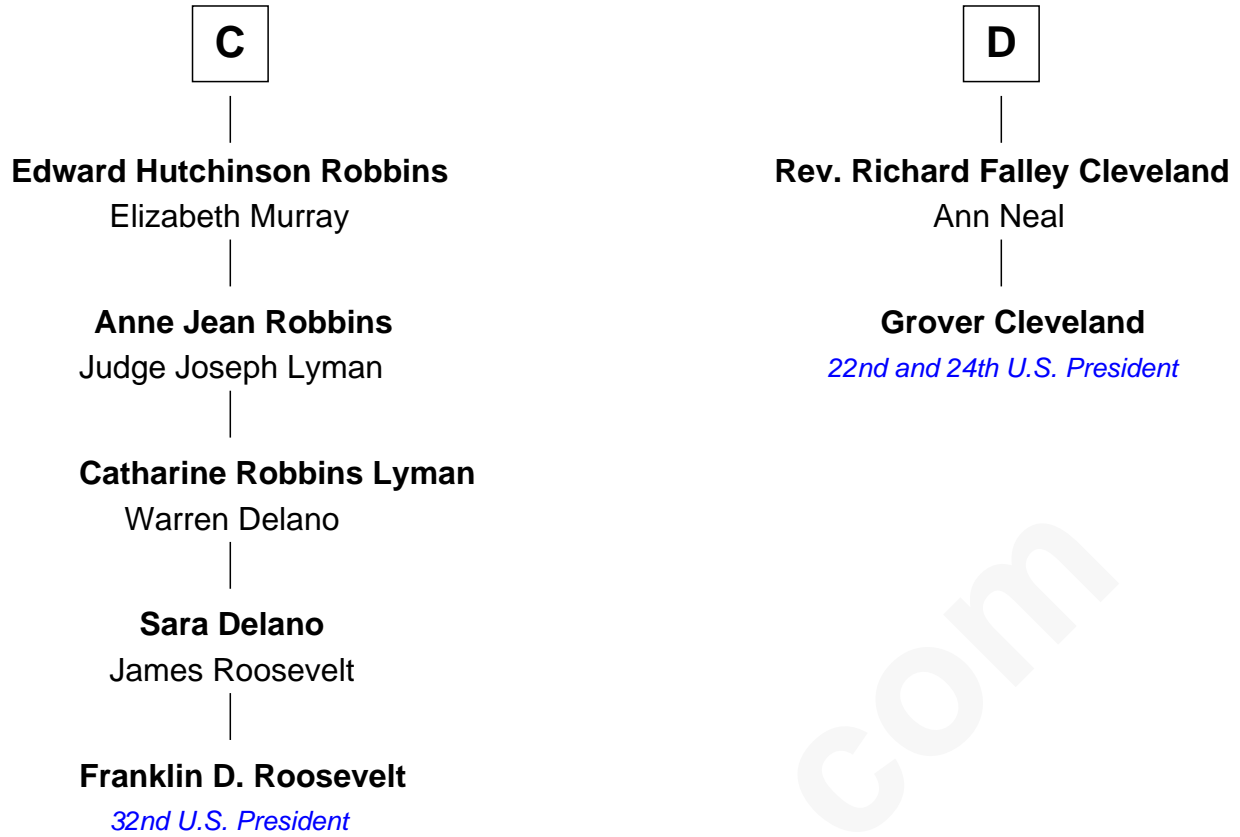 C
Edward Hutchinson Robbins
Elizabeth Murray
Anne Jean Robbins
Judge Joseph Lyman
Catharine Robbins Lyman
Warren Delano
Sara Delano
James Roosevelt
Franklin D. Roosevelt
32nd U.S. President
D
Rev. Richard Falley Cleveland
Ann Neal
Grover Cleveland
22nd and 24th U.S. President
com